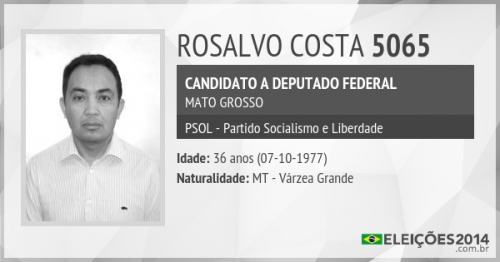 ROSALVO COSTA 5065
CANDIDATO A DEPUTADO FEDERAL
MATO GROSSO
PSOL - Partido Socialismo e Liberdade
Idade: 36 anos (07-10-1977)
Naturalidade: MT - Várzea Grande
ELEIÇÕES2014
.com.br